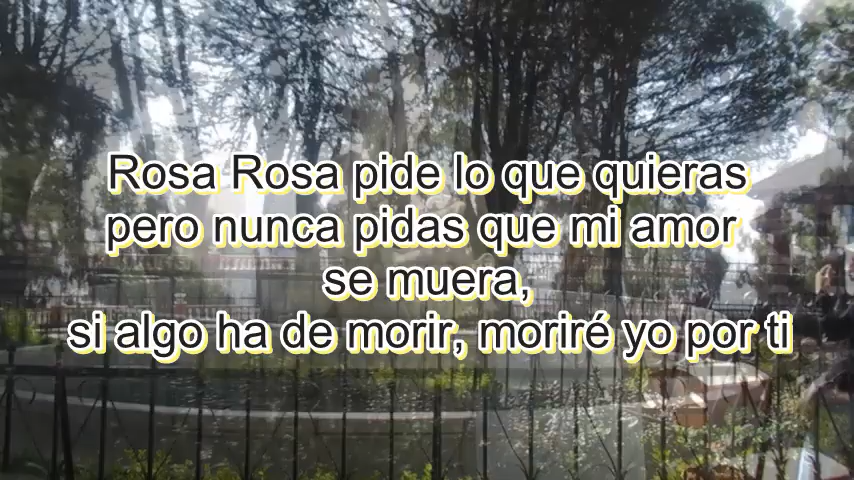 Rosa Rosa pide lo que quieras
pero nunca pidas que mi amor
se muera,
si algo ha de morir, moriré yo por ti